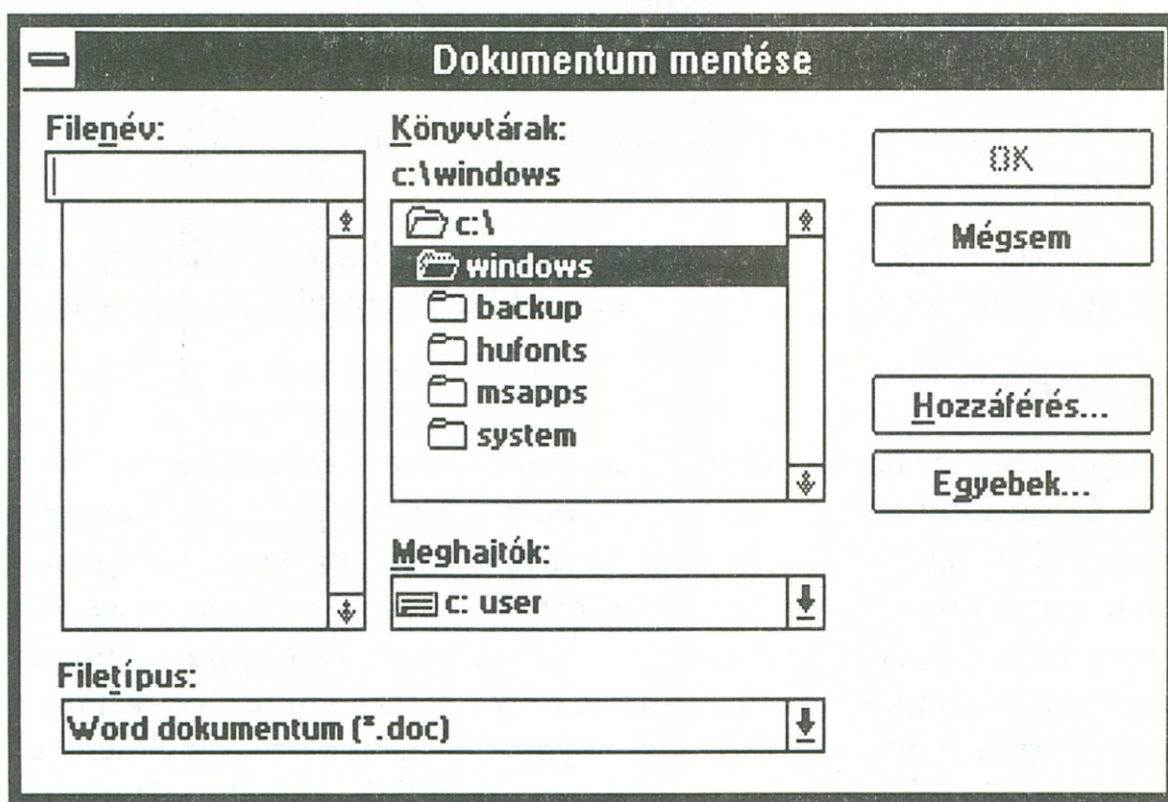 Dokumentum mentése
Filenév:
Könyvtárak:
c:\windows
c:\
windows
backup
hufonts
msapps
system
OK
Mégsem
Hozzáférés...
Egyebek...
Meghajtók:
c: user
Filetípus:
Word dokumentum (*.doc)